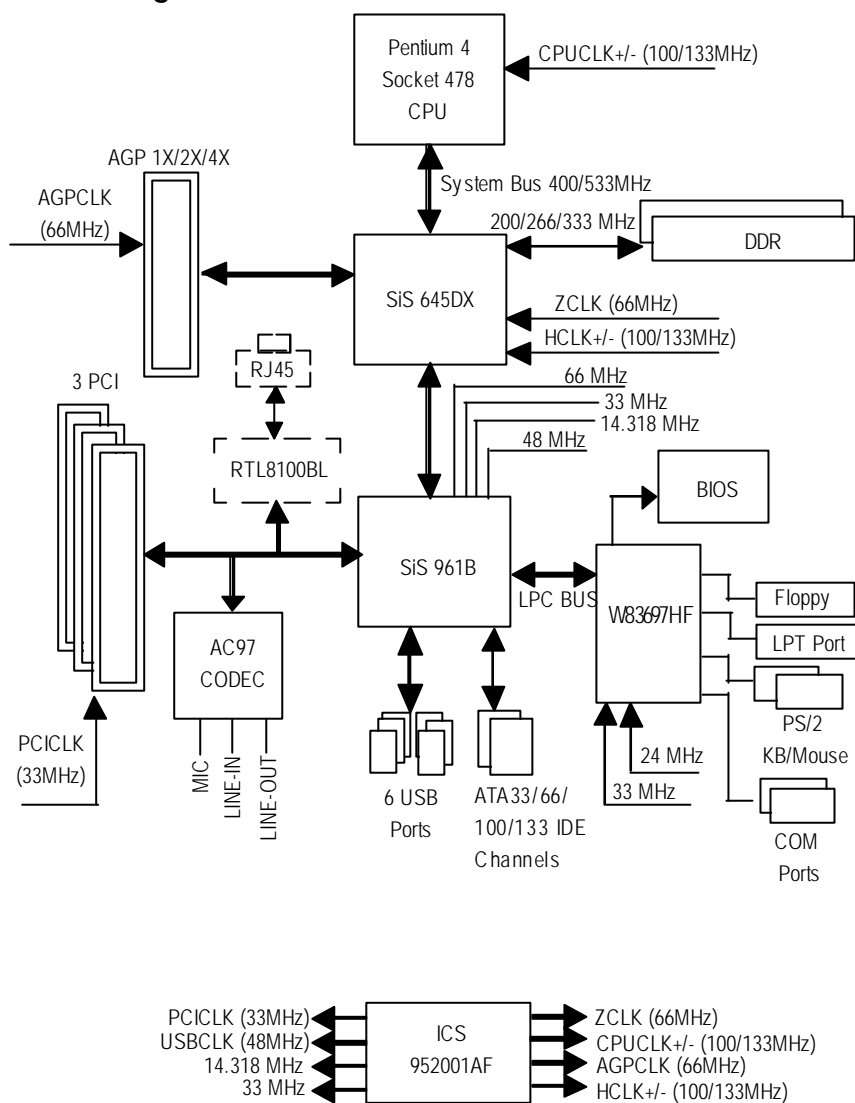 Pentium 4
Socket 478
CPU
CPUCLK+/- (100/133MHz)
AGP 1X/2X/4X
System Bus 400/533MHz
AGPCLK
(66MHz)
200/266/333 MHz
DDR
SiS 645DX
ZCLK (66MHz)
HCLK+/- (100/133MHz)
RJ45
3 PCI
66 MHz
33 MHz
14.318 MHz
48 MHz
RTL8100BL
BIOS
SiS 961B
LPC BUS
W83697HF
Floppy
LPT Port
AC97
CODEC
PS/2
KB/Mouse
PCICLK
(33MHz)
MIC
LINE-IN
LINE-OUT
24 MHz
33 MHz
6 USB
Ports
ATA33/66/
100/133 IDE
Channels
COM
Ports
PCICLK (33MHz)
USBCLK (48MHz)
14.318 MHz
33 MHz
ICS
952001AF
ZCLK (66MHz)
CPUCLK+/- (100/133MHz)
AGPCLK (66MHz)
HCLK+/- (100/133MHz)